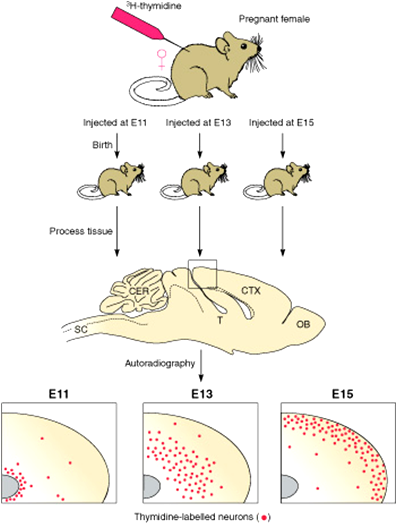 ³H-thymidine
Pregnant female
♀
Injected at E11 Injected at E13 Injected at E15
Birth
Process tissue
CER CTX
T OB
SC
Autoradiography
E11 E13 E15
Thymidine-labelled neurons (●)